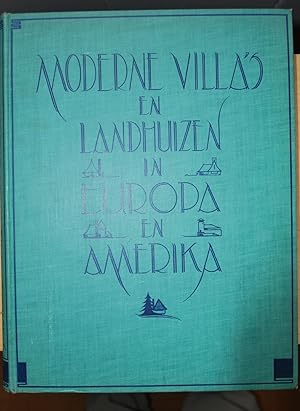 MODERNE VILLA'S
EN
LANDHUIZEN
IN
EUROPA
EN
AMERIKA